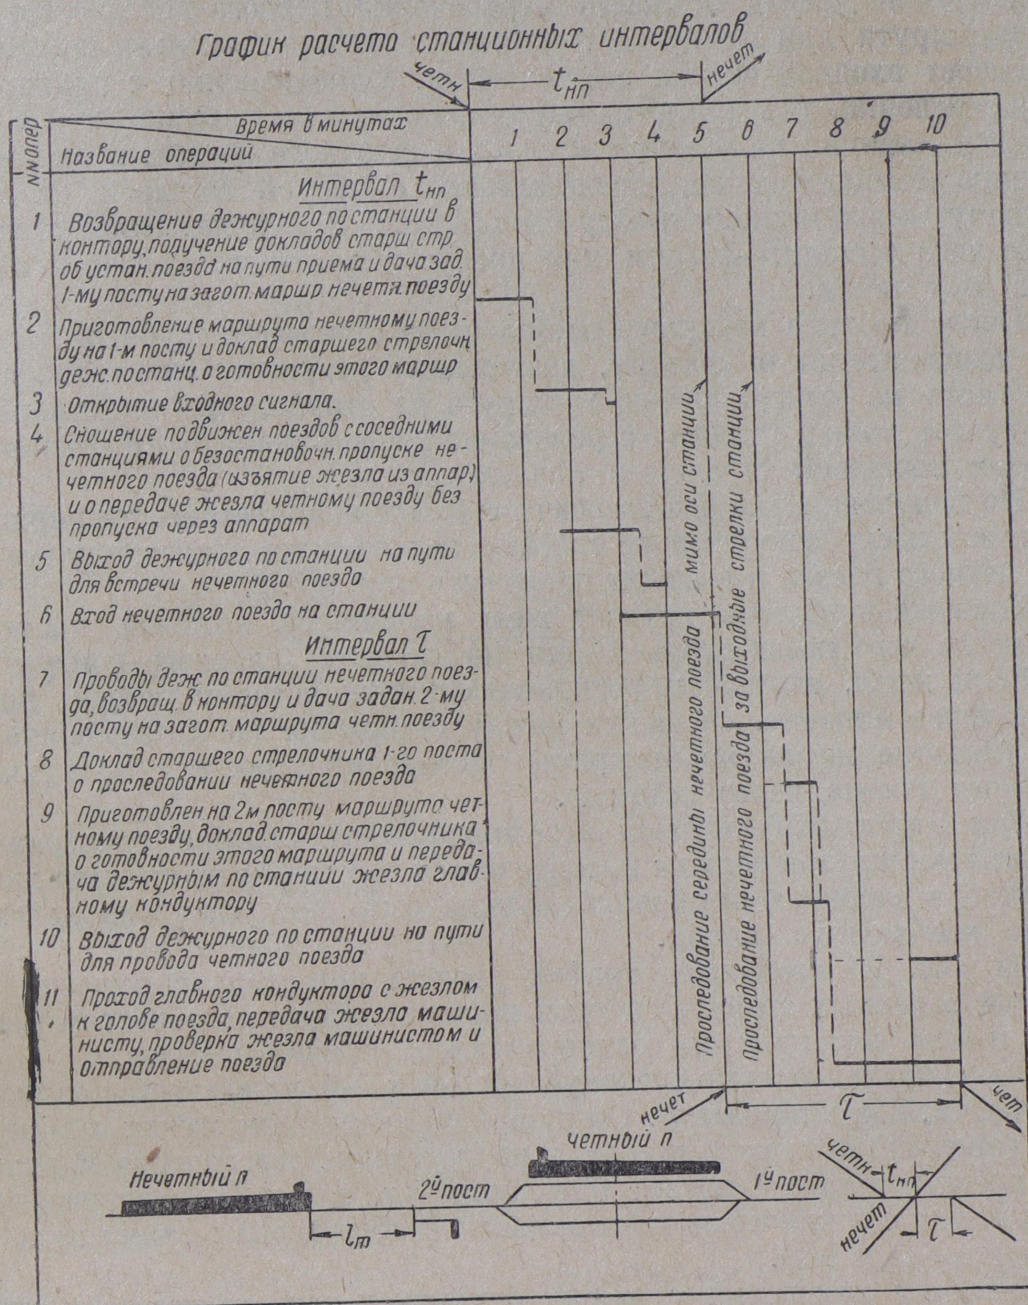 График расчета станционных интервалов
четн
tнп
нечет
NNопер
Время в минутах
Название операций
1 2 3 4 5 6 7 8 9 10
Интервал tнп
1 Возвращение дежурного по станции в
контору, получение докладов старш стр
об устан. поезда на пути приема и дача зад.
1-му посту на загот. маршр нечетн. поезду
2 Приготовление маршрута нечетному поез-
ду на 1-м посту и доклад старшего стрелочн.
деж. по станц. о готовности этого маршр
3 Открытие входного сигнала.
4 Сношение по движен поездов с соседними
станциями о безостановочн. пропуске не-
четного поезда (изъятие жезла из аппар.)
и о передаче жезла четному поезду без
пропуска через аппарат
5 Выход дежурного по станции на пути
для встречи нечетного поезда
6 Вход нечетного поезда на станции
Интервал τ
7 Проводы деж по станции нечетного поез-
да, возвращ. в контору и дача задан. 2-му
посту на загот. маршрута четн. поезду
8 Доклад старшего стрелочника 1-го поста
о проследовании нечетного поезда
9 Приготовлен на 2м посту маршрута чет-
ному поезду, доклад старш стрелочника
о готовности этого маршрута и переда-
ча дежурным по станции жезла глав-
ному кондуктору
10 Выход дежурного по станции на пути
для провода четного поезда
11 Проход главного кондуктора с жезлом
к голове поезда, передача жезла маши-
нисту, проверка жезла машинистом и
отправление поезда
Проследование середины нечетного поезда мимо оси станции
Проследование нечетного поезда за выходные стрелки станции
нечет
τ
чет
Нечетный п
lт
2й пост
четный п
1й пост
четн
tнп
нечет
τ